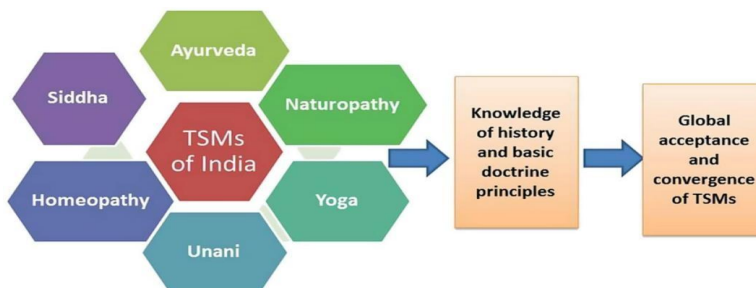 Ayurveda
Siddha
Naturopathy
TSMs
of India
Homeopathy
Yoga
Unani
Knowledge
of history
and basic
doctrine
principles
Global
acceptance
and
convergence
of TSMs